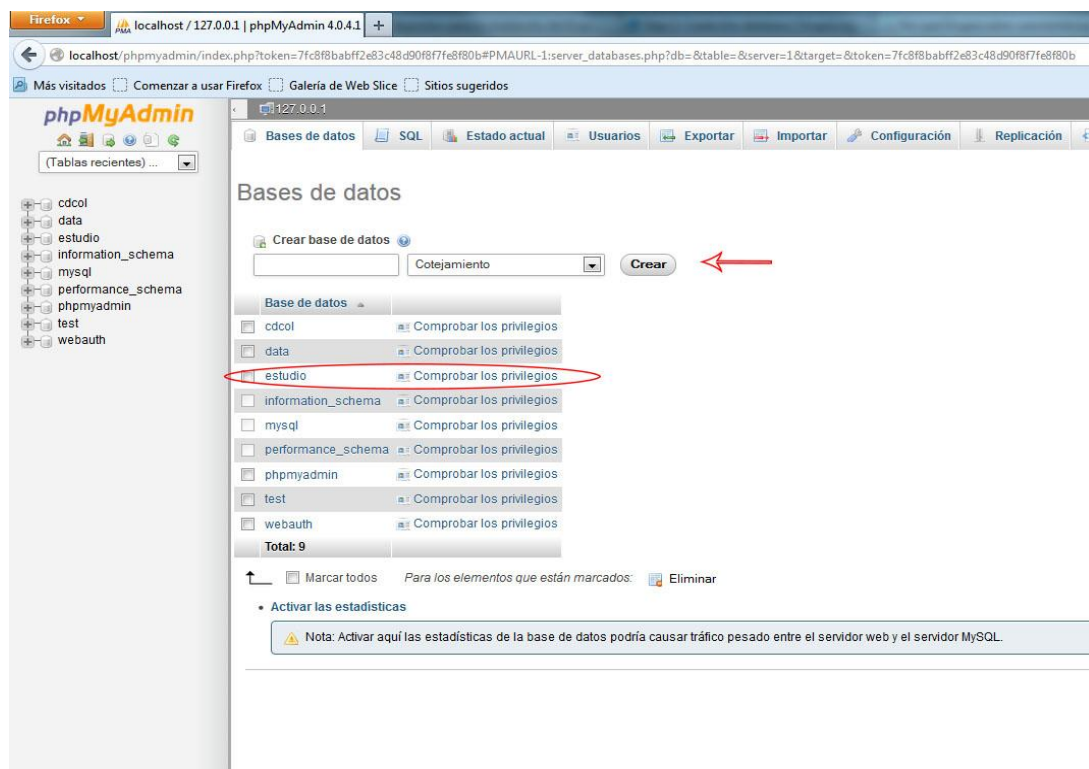 Firefox
PMA localhost / 127.0.0.1 | phpMyAdmin 4.0.4.1 +
localhost/phpmyadmin/index.php?token=7fc8f8babff2e83c48d90f8f7fe8f80b#PMAURL-1:server_databases.php?db=&table=&server=1&target=&token=7fc8f8babff2e83c48d90f8f7fe8f80b
Más visitados Comenzar a usar Firefox Galería de Web Slice Sitios sugeridos
phpMyAdmin
(Tablas recientes) ...
cdcol
data
estudio
information_schema
mysql
performance_schema
phpmyadmin
test
webauth
127.0.0.1
Bases de datos SQL Estado actual Usuarios Exportar Importar Configuración Replicación
Bases de datos
Crear base de datos
Cotejamiento Crear
Base de datos
cdcol Comprobar los privilegios
data Comprobar los privilegios
estudio Comprobar los privilegios
information_schema Comprobar los privilegios
mysql Comprobar los privilegios
performance_schema Comprobar los privilegios
phpmyadmin Comprobar los privilegios
test Comprobar los privilegios
webauth Comprobar los privilegios
Total: 9
Marcar todos Para los elementos que están marcados: Eliminar
• Activar las estadísticas
Nota: Activar aquí las estadísticas de la base de datos podría causar tráfico pesado entre el servidor web y el servidor MySQL.